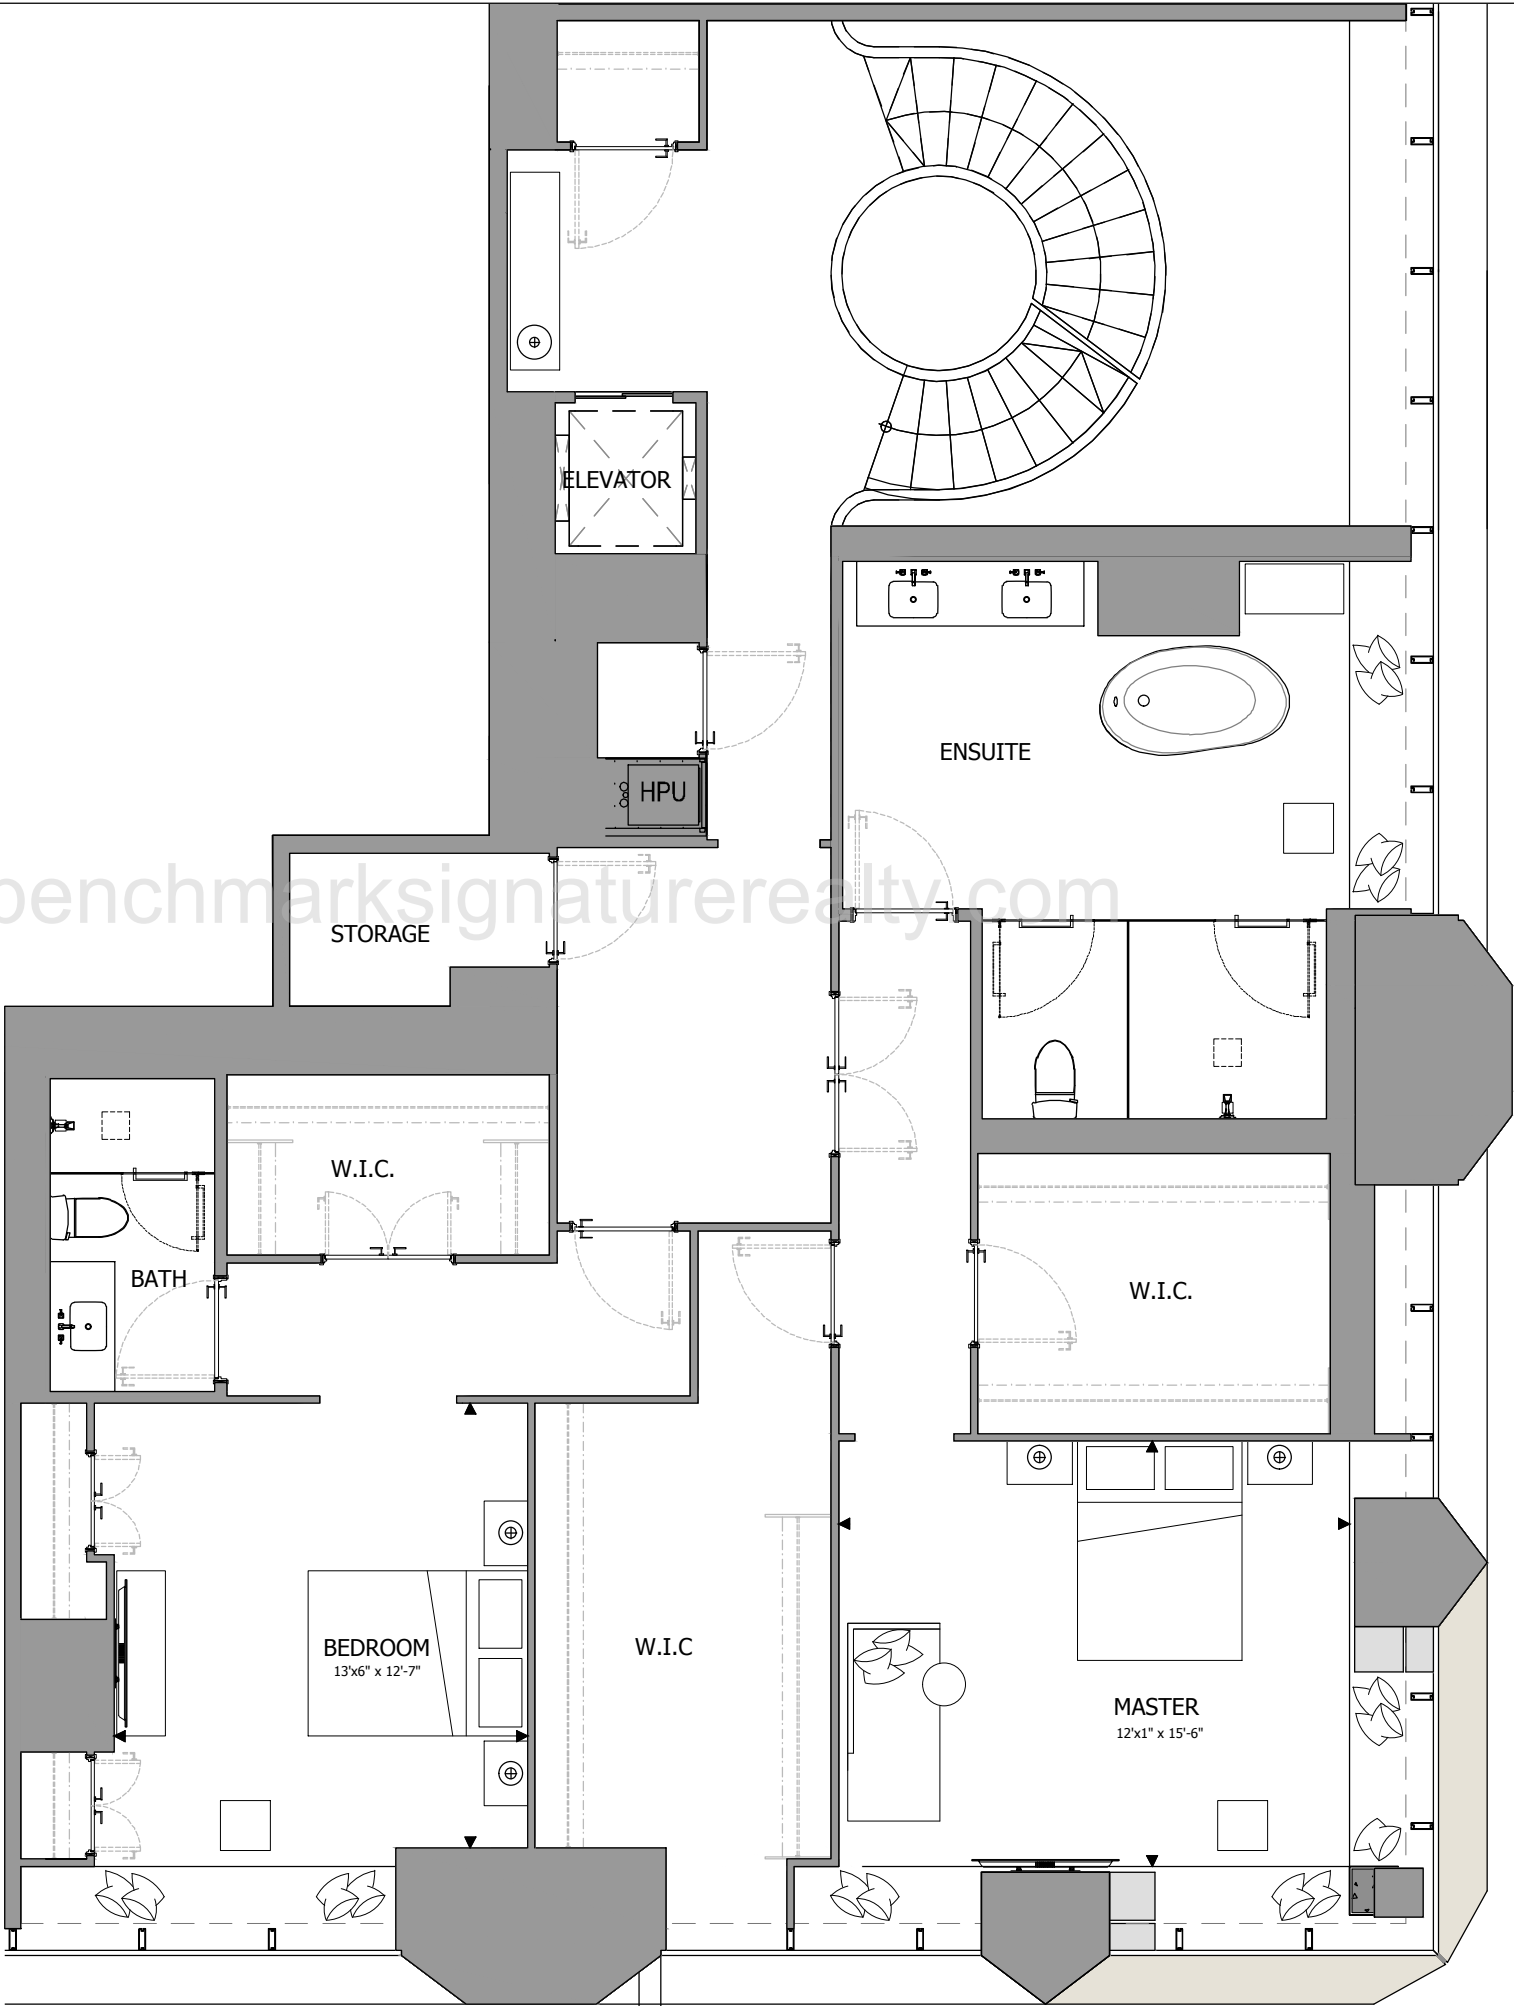 ELEVATOR
ENSUITE
HPU
benchmarksignaturerealty.com
STORAGE
W.I.C.
BATH
W.I.C.
BEDROOM
13'x6" x 12'-7"
W.I.C
MASTER
12'x1" x 15'-6"